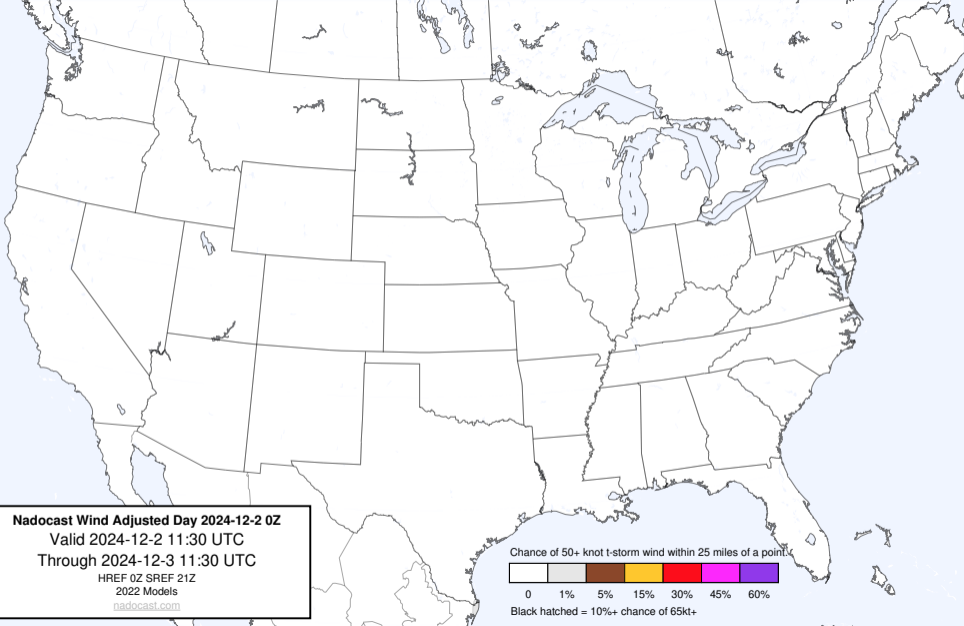 Nadocast Wind Adjusted Day 2024-12-2 0Z
Valid 2024-12-2 11:30 UTC
Through 2024-12-3 11:30 UTC
HREF 0Z SREF 21Z
2022 Models
nadocast.com
Chance of 50+ knot t-storm wind within 25 miles of a point.
0 1% 5% 15% 30% 45% 60%
Black hatched = 10%+ chance of 65kt+